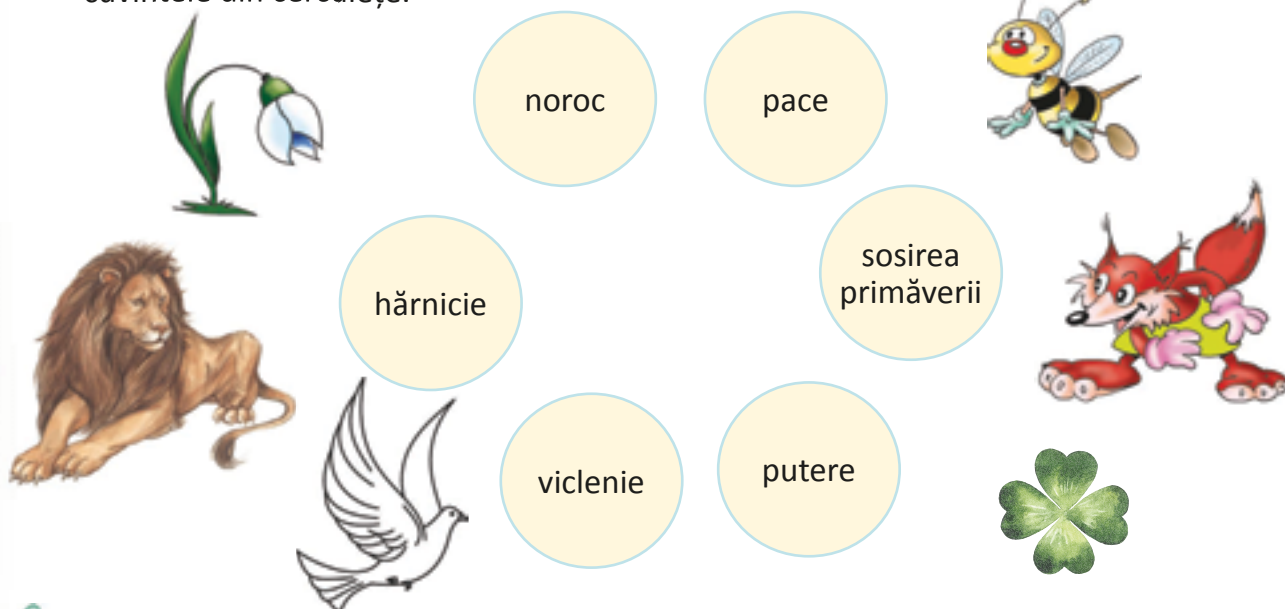 noroc
pace
hărnicie
sosirea
primăverii
viclenie
putere